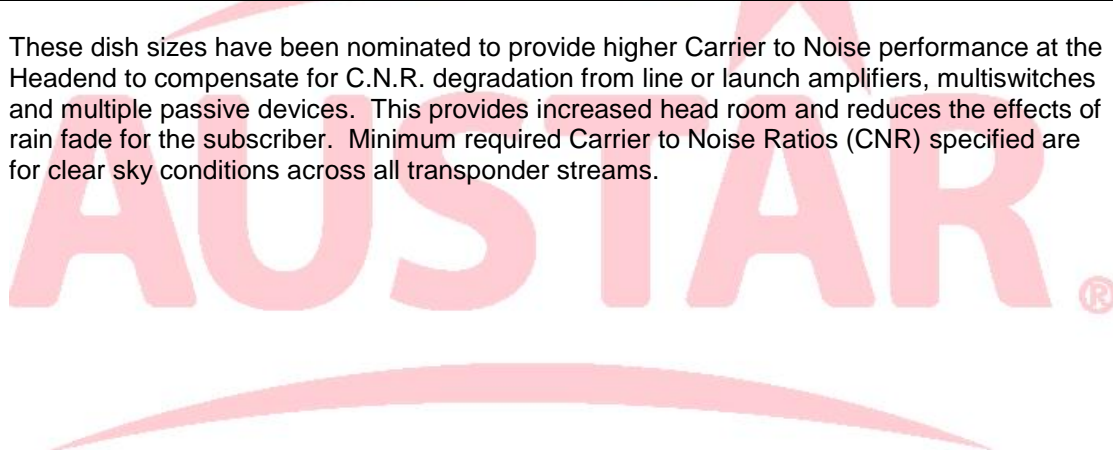 These dish sizes have been nominated to provide higher Carrier to Noise performance at the
Headend to compensate for C.N.R. degradation from line or launch amplifiers, multiswitches
and multiple passive devices.  This provides increased head room and reduces the effects of
rain fade for the subscriber.  Minimum required Carrier to Noise Ratios (CNR) specified are
for clear sky conditions across all transponder streams.
AUSTAR®